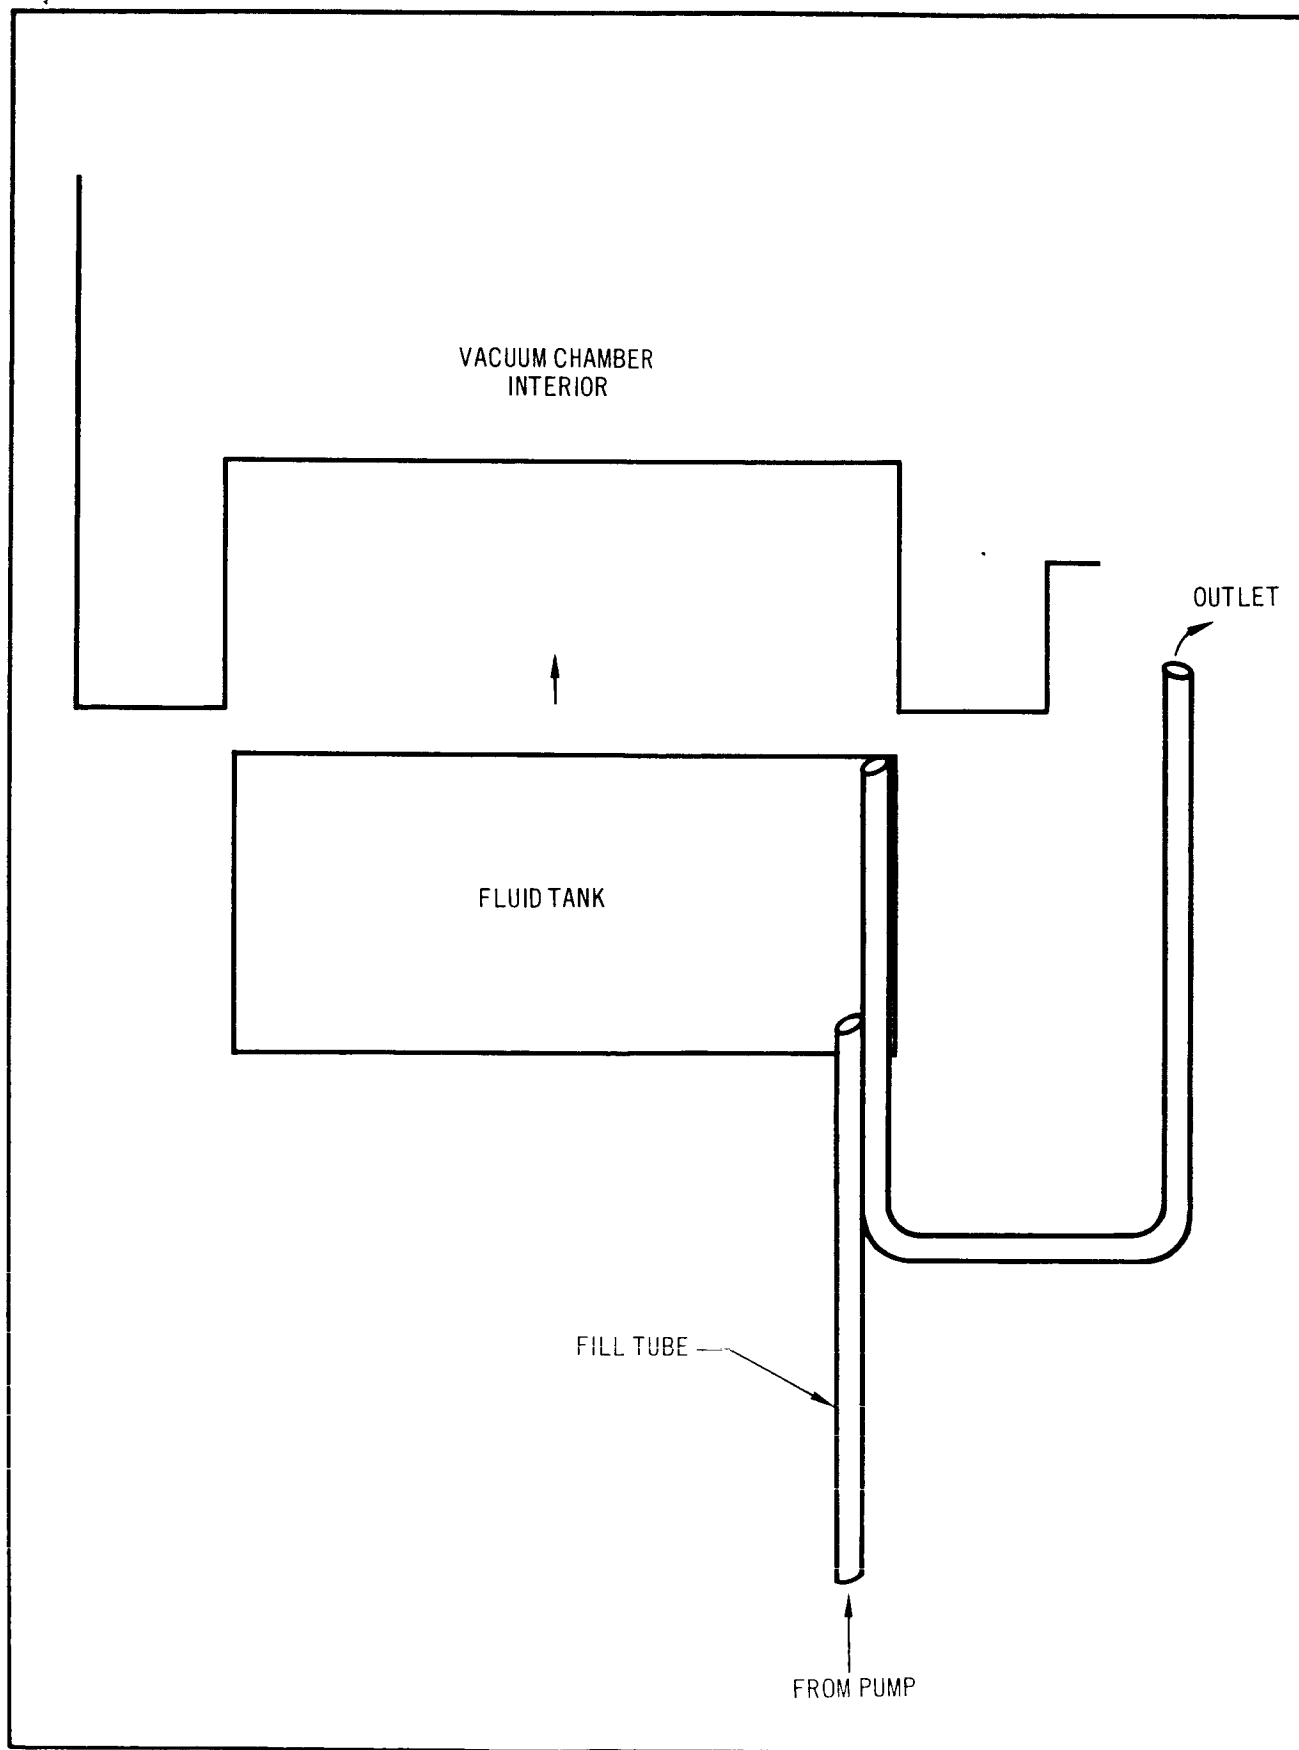 VACUUM CHAMBER
INTERIOR
OUTLET
FLUID TANK
FILL TUBE
FROM PUMP